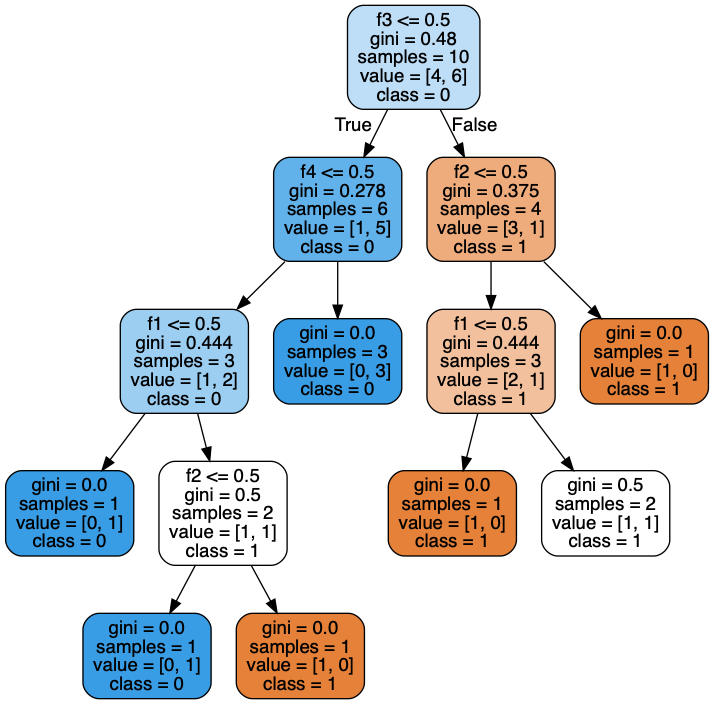 f3 <= 0.5
gini = 0.48
samples = 10
value = [4, 6]
class = 0
True
False
f4 <= 0.5
gini = 0.278
samples = 6
value = [1, 5]
class = 0
f2 <= 0.5
gini = 0.375
samples = 4
value = [3, 1]
class = 1
f1 <= 0.5
gini = 0.444
samples = 3
value = [1, 2]
class = 0
gini = 0.0
samples = 3
value = [0, 3]
class = 0
f1 <= 0.5
gini = 0.444
samples = 3
value = [2, 1]
class = 1
gini = 0.0
samples = 1
value = [1, 0]
class = 1
gini = 0.0
samples = 1
value = [0, 1]
class = 0
f2 <= 0.5
gini = 0.5
samples = 2
value = [1, 1]
class = 1
gini = 0.0
samples = 1
value = [1, 0]
class = 1
gini = 0.5
samples = 2
value = [1, 1]
class = 1
gini = 0.0
samples = 1
value = [0, 1]
class = 0
gini = 0.0
samples = 1
value = [1, 0]
class = 1